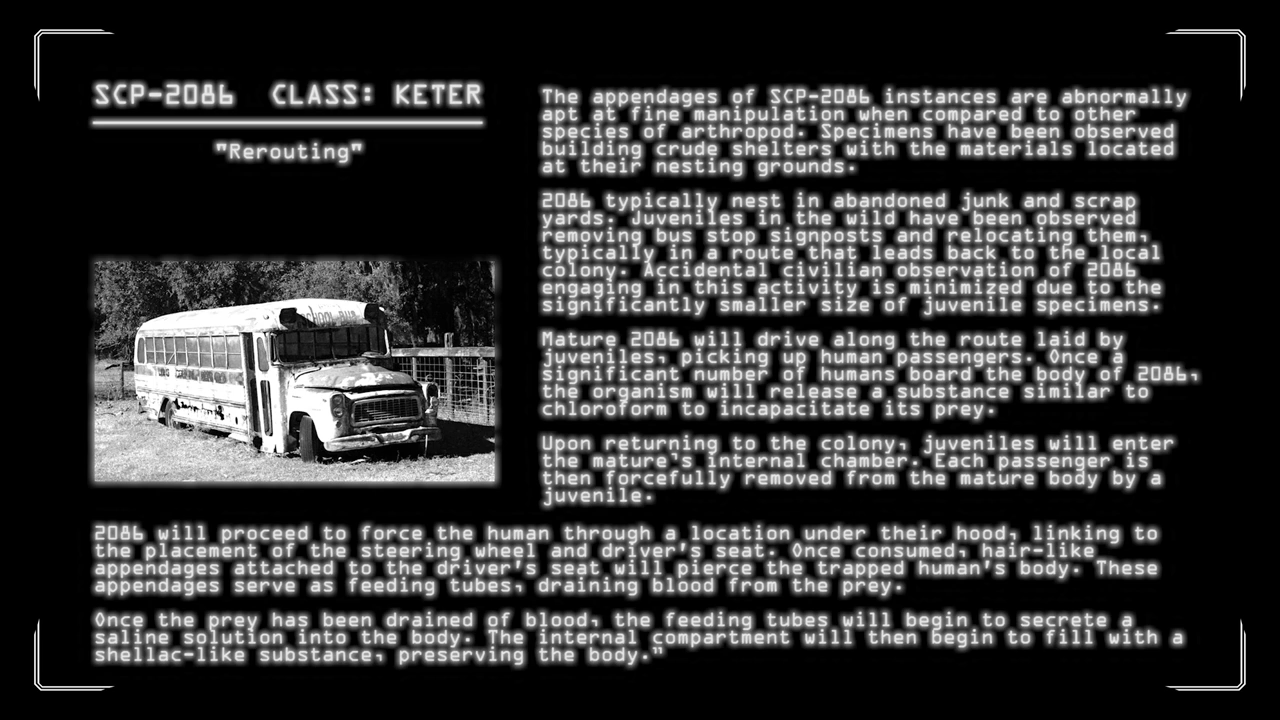 SCP-2086 CLASS: KETER
"Rerouting"
The appendages of SCP-2086 instances are abnormally
apt at fine manipulation when compared to other
species of arthropod. Specimens have been observed
building crude shelters with the materials located
at their nesting grounds.
2086 typically nest in abandoned junk and scrap
yards. Juveniles in the wild have been observed
removing bus stop signposts and relocating them,
typically in a route that leads back to the local
colony. Accidental civilian observation of 2086
engaging in this activity is minimized due to the
significantly smaller size of juvenile specimens.
Mature 2086 will drive along the route laid by
juveniles, picking up human passengers. Once a
significant number of humans board the body of 2086,
the organism will release a substance similar to
chloroform to incapacitate its prey.
Upon returning to the colony, juveniles will enter
the mature's internal chamber. Each passenger is
then forcefully removed from the mature body by a
juvenile.
2086 will proceed to force the human through a location under their hood, linking to
the placement of the steering wheel and driver's seat. Once consumed, hair-like
appendages attached to the driver's seat will pierce the trapped human's body. These
appendages serve as feeding tubes, draining blood from the prey.
Once the prey has been drained of blood, the feeding tubes will begin to secrete a
saline solution into the body. The internal compartment will then begin to fill with a
shellac-like substance, preserving the body.”
SCHOOL BUS